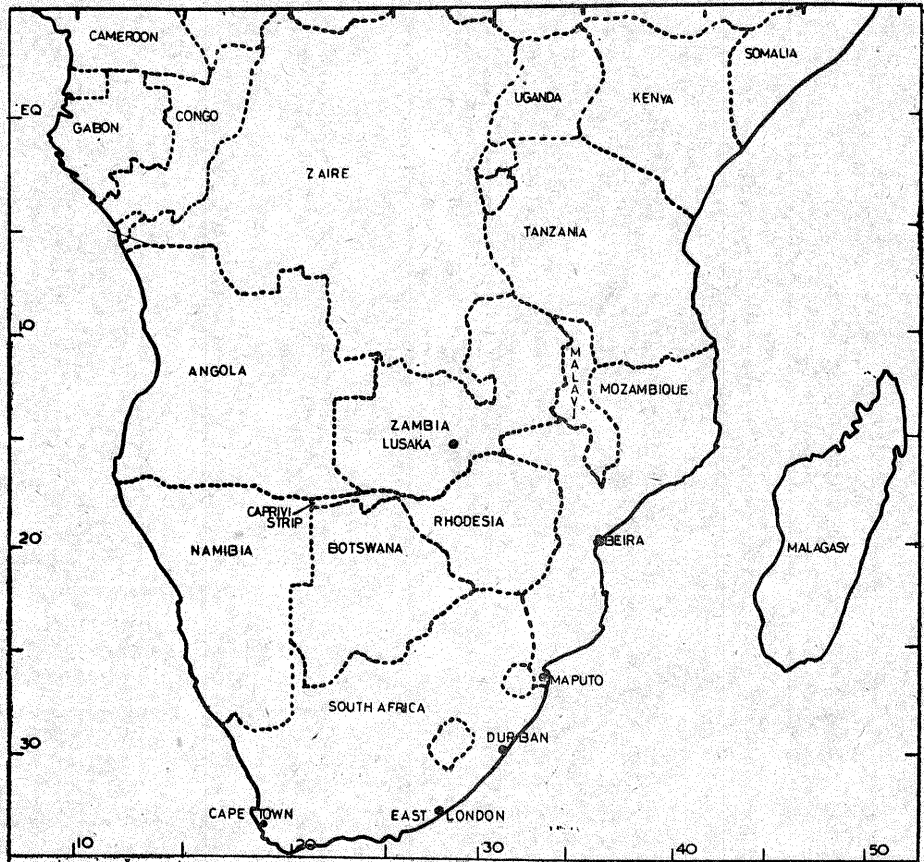 CAMEROON
SOMALIA
UGANDA
KENYA
EQ
GABON
CONGO
ZAIRE
TANZANIA
10
ANGOLA
MALAWI
MOZAMBIQUE
ZAMBIA
LUSAKA
CAPRIVI
STRIP
RHODESIA
20
NAMIBIA
BOTSWANA
BEIRA
MALAGASY
MAPUTO
SOUTH AFRICA
DURBAN
30
CAPE TOWN
EAST LONDON
10
20
30
40
50